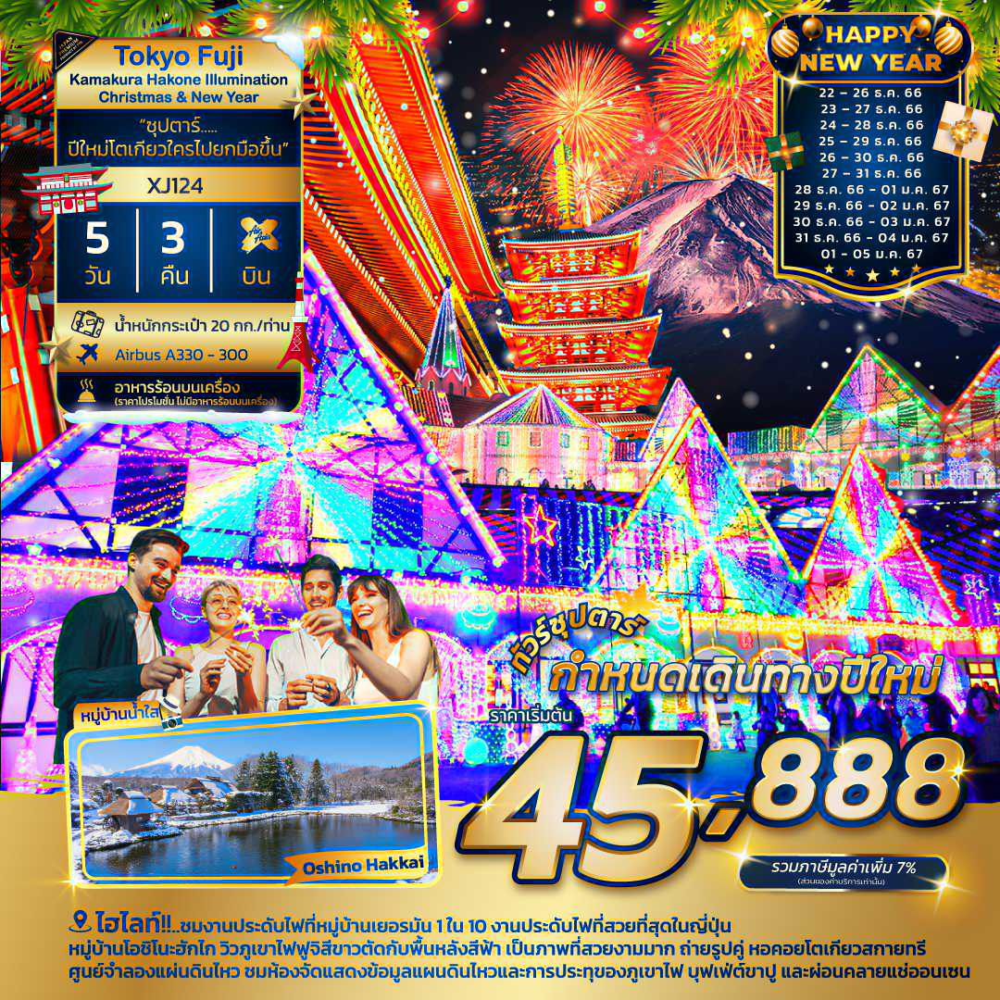 JAPAN PREMIUM PRODUCTION
Tokyo Fuji
Kamakura Hakone Illumination
Christmas & New Year
“ซุปตาร์.....
ปีใหม่โตเกียวใครไปยกมือขึ้น”
XJ124
5 3 Air Asia
วัน คืน บิน
น้ำหนักกระเป๋า 20 กก./ท่าน
Airbus A330 - 300
อาหารร้อนบนเครื่อง
(ราคาโปรโมชั่น ไม่มีอาหารร้อนบนเครื่อง)
HAPPY
NEW YEAR
22 – 26 ธ.ค. 66
23 – 27 ธ.ค. 66
24 – 28 ธ.ค. 66
25 – 29 ธ.ค. 66
26 – 30 ธ.ค. 66
27 – 31 ธ.ค. 66
28 ธ.ค. 66 - 01 ม.ค. 67
29 ธ.ค. 66 - 02 ม.ค. 67
30 ธ.ค. 66 - 03 ม.ค. 67
31 ธ.ค. 66 - 04 ม.ค. 67
01 - 05 ม.ค. 67
ทัวร์ซุปตาร์
กำหนดเดินทางปีใหม่
ราคาเริ่มต้น
45,888
รวมภาษีมูลค่าเพิ่ม 7%
(ส่วนของค่าบริการเท่านั้น)
หมู่บ้านน้ำใส
Oshino Hakkai
ไฮไลท์!!..ชมงานประดับไฟที่หมู่บ้านเยอรมัน 1 ใน 10 งานประดับไฟที่สวยที่สุดในญี่ปุ่น
หมู่บ้านโอชิโนะฮักไก วิวภูเขาไฟฟูจิสีขาวตัดกับพื้นหลังสีฟ้า เป็นภาพที่สวยงามมาก ถ่ายรูปคู่ หอคอยโตเกียวสกายทรี
ศูนย์จำลองแผ่นดินไหว ชมห้องจัดแสดงข้อมูลแผนดินไหวและการประทุของภูเขาไฟ บุฟเฟ่ต์ขาปู และผ่อนคลายแช่ออนเซน